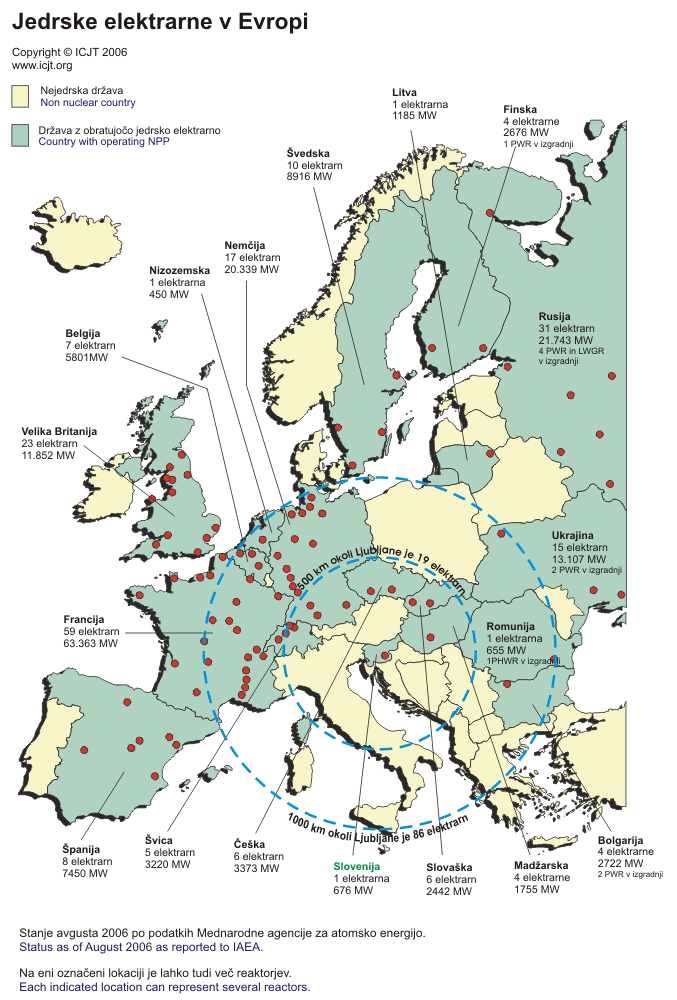 Jedrske elektrarne v Evropi
Copyright © ICJT 2006
www.icjt.org
Nejedrska država
Non nuclear country
Država z obratujočo jedrsko elektrarno
Country with operating NPP
Litva
1 elektrarna
1185 MW
Finska
4 elektrarne
2676 MW
1 PWR v izgradnji
Švedska
10 elektrarn
8916 MW
Nemčija
17 elektrarn
20.339 MW
Nizozemska
1 elektrarna
450 MW
Belgija
7 elektrarn
5801MW
Rusija
31 elektrarn
21.743 MW
4 PWR in LWGR
v izgradnji
Velika Britanija
23 elektrarn
11.852 MW
Ukrajina
15 elektrarn
13.107 MW
2 PWR v izgradnji
500 km okoli Ljubljane je 19 elektrarn
Francija
59 elektrarn
63.363 MW
Romunija
1 elektrarna
655 MW
1PHWR v izgradnji
1000 km okoli Ljubljane je 86 elektrarn
Španija
8 elektrarn
7450 MW
Švica
5 elektrarn
3220 MW
Češka
6 elektrarn
3373 MW
Slovenija
1 elektrarna
676 MW
Slovaška
6 elektrarn
2442 MW
Madžarska
4 elektrarne
1755 MW
Bolgarija
4 elektrarne
2722 MW
2 PWR v izgradnji
Stanje avgusta 2006 po podatkih Mednarodne agencije za atomsko energijo.
Status as of August 2006 as reported to IAEA.
Na eni označeni lokaciji je lahko tudi več reaktorjev.
Each indicated location can represent several reactors.